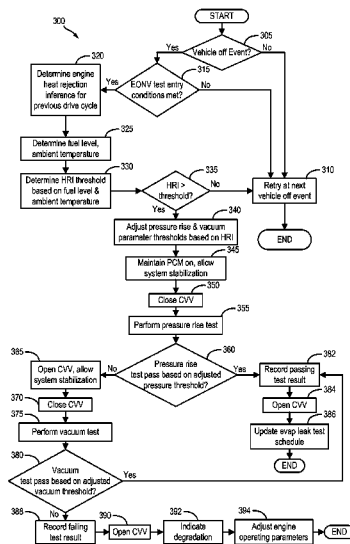 300
START
305
Vehicle off Event?
Yes
No
320
Determine engine
heat rejection
inference for
previous drive cycle
315
EONV test entry
conditions met?
Yes
No
325
Determine fuel level,
ambient temperature
330
Determine HRI threshold
based on fuel level &
ambient temperature
335
HRI >
threshold?
No
Yes
310
Retry at next
vehicle off event
END
340
Adjust pressure rise & vacuum
parameter thresholds based on HRI
345
Maintain PCM on, allow
system stabilization
350
Close CVV
355
Perform pressure rise test
360
Pressure rise
test pass based on adjusted
pressure threshold?
No
Yes
365
Open CVV, allow
system stabilization
370
Close CVV
375
Perform vacuum test
380
Vacuum
test pass based on adjusted
vacuum threshold?
Yes
No
382
Record passing
test result
384
Open CVV
386
Update evap leak test
schedule
END
388
Record failing
test result
390
Open CVV
392
Indicate
degradation
394
Adjust engine
operating parameters
END